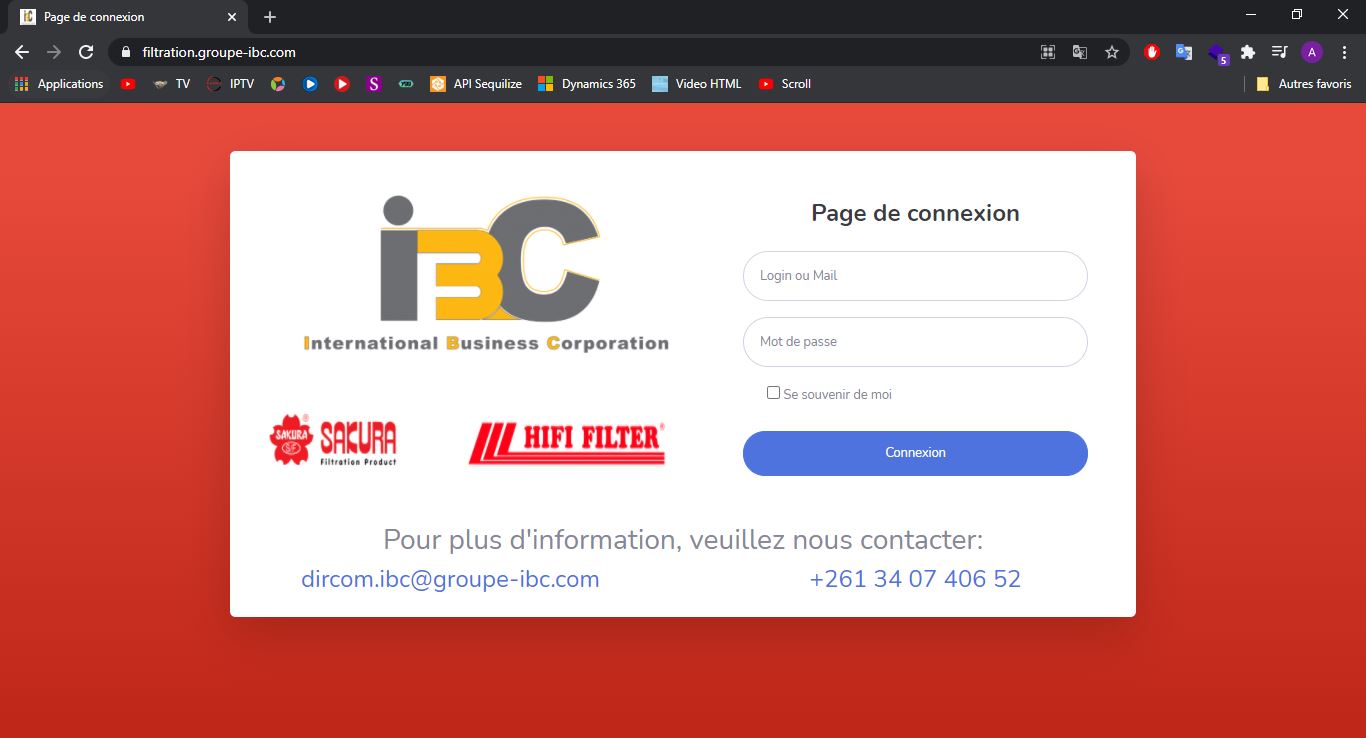 Page de connexion
filtration.groupe-ibc.com
5
A
Applications
TV
IPTV
S
API Sequilize
Dynamics 365
Video HTML
Scroll
Autres favoris
iBC
International Business Corporation
SAKURA
SF
®
SAKURA
Filtration Product
HIFI FILTER®
Page de connexion
Login ou Mail
Mot de passe
Se souvenir de moi
Connexion
Pour plus d'information, veuillez nous contacter:
dircom.ibc@groupe-ibc.com
+261 34 07 406 52